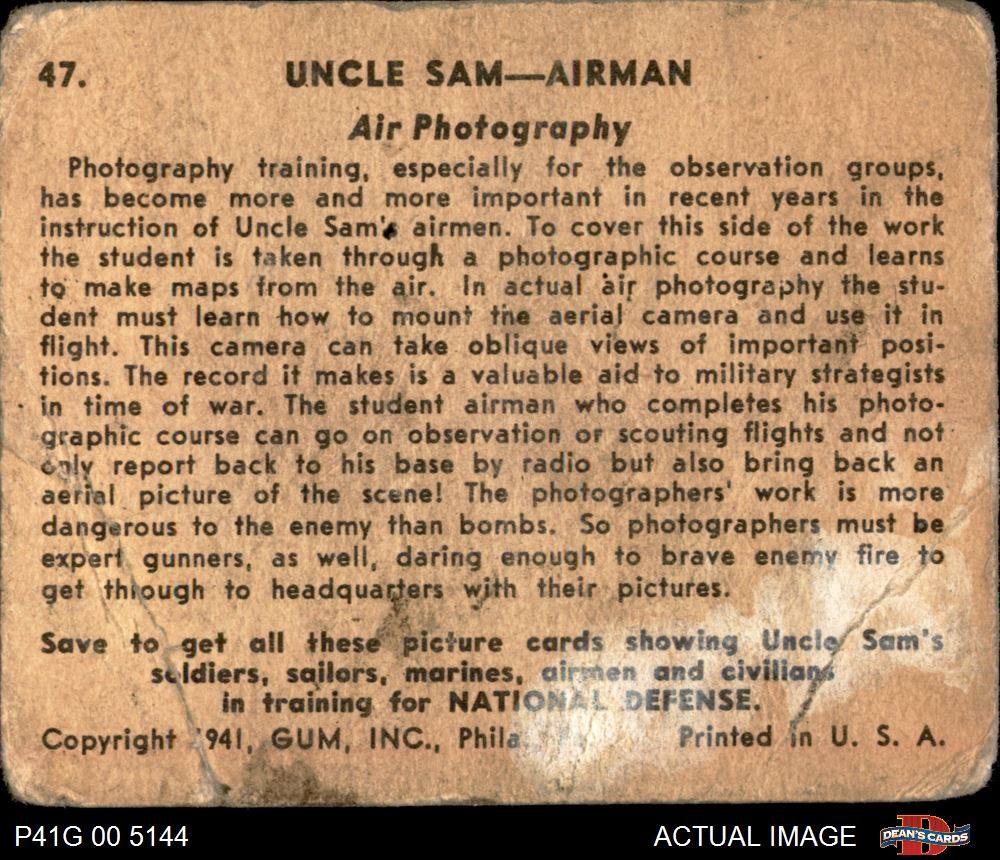 47.
UNCLE SAM—AIRMAN
Air Photography
Photography training, especially for the observation groups,
has become more and more important in recent years in the
instruction of Uncle Sam's airmen. To cover this side of the work
the student is taken through a photographic course and learns
to make maps from the air. In actual air photography the stu-
dent must learn how to mount the aerial camera and use it in
flight. This camera can take oblique views of important posi-
tions. The record it makes is a valuable aid to military strategists
in time of war. The student airman who completes his photo-
graphic course can go on observation or scouting flights and not
only report back to his base by radio but also bring back an
aerial picture of the scene! The photographers' work is more
dangerous to the enemy than bombs. So photographers must be
expert gunners, as well, daring enough to brave enemy fire to
get through to headquarters with their pictures.
Save to get all these picture cards showing Uncle Sam's
soldiers, sailors, marines, airmen and civilians
in training for NATIONAL DEFENSE.
Copyright 1941, GUM, INC., Phila. Printed in U. S. A.
P41G 00 5144
ACTUAL IMAGE
DEAN'S CARDS